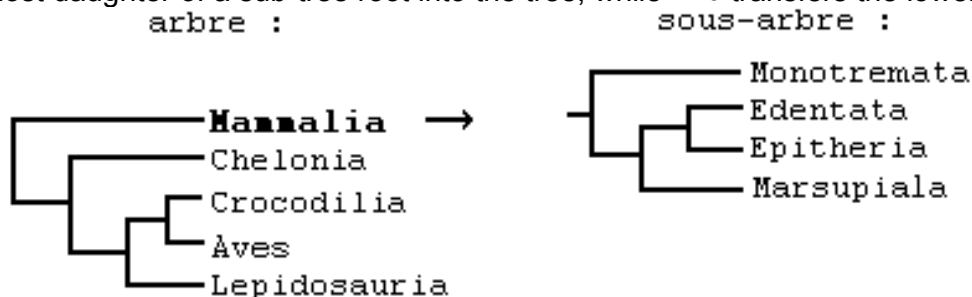 most daughter of a sub-tree root into the tree, while transfers the lower
arbre :
sous-arbre :
Mammalia →
Chelonia
Crocodilia
Aves
Lepidosauria
Monotremata
Edentata
Epitheria
Marsupiala